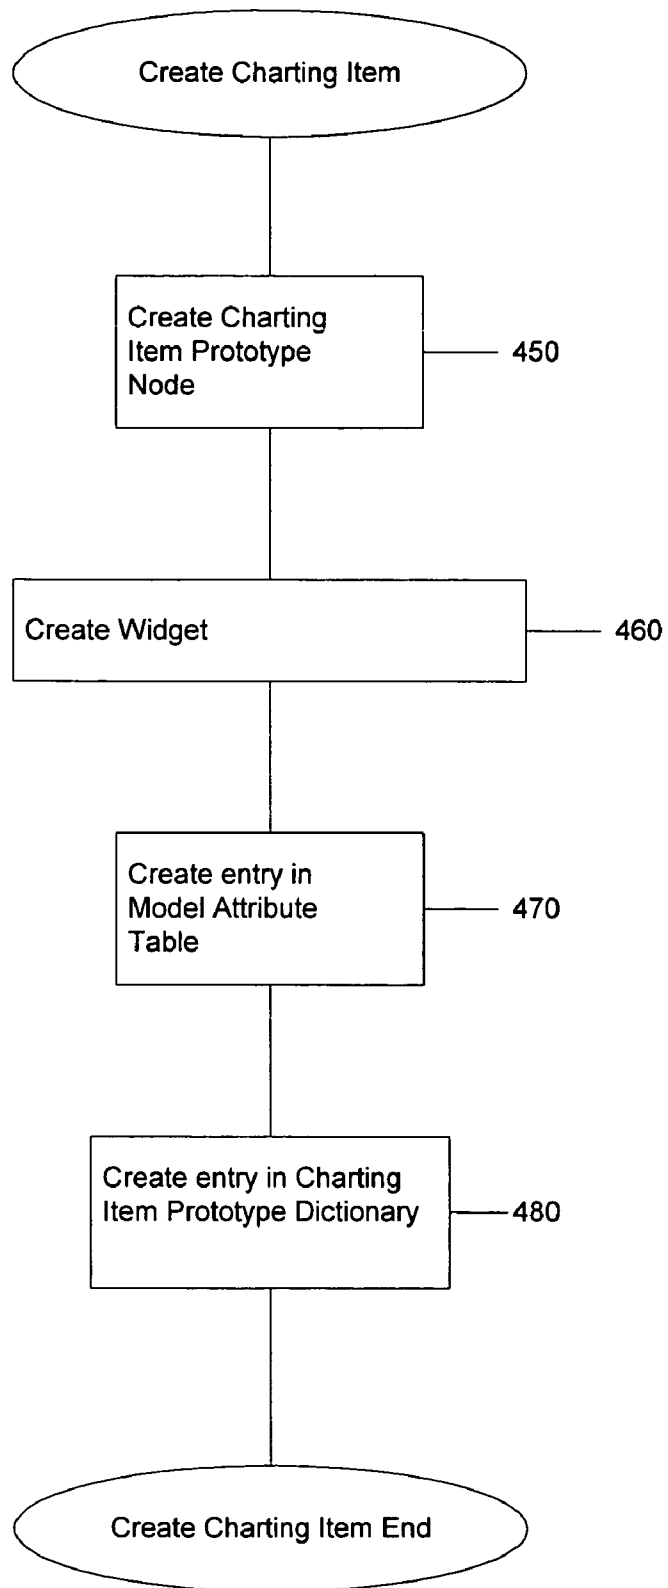 Create Charting Item
Create Charting
Item Prototype
Node
450
Create Widget
460
Create entry in
Model Attribute
Table
470
Create entry in Charting
Item Prototype Dictionary
480
Create Charting Item End